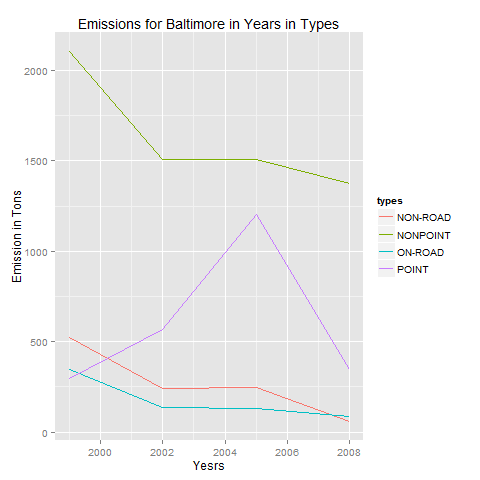 Emissions for Baltimore in Years in Types
Emission in Tons
2000
1500
1000
500
0
2000 2002 2004 2006 2008
Yesrs
types
NON-ROAD
NONPOINT
ON-ROAD
POINT